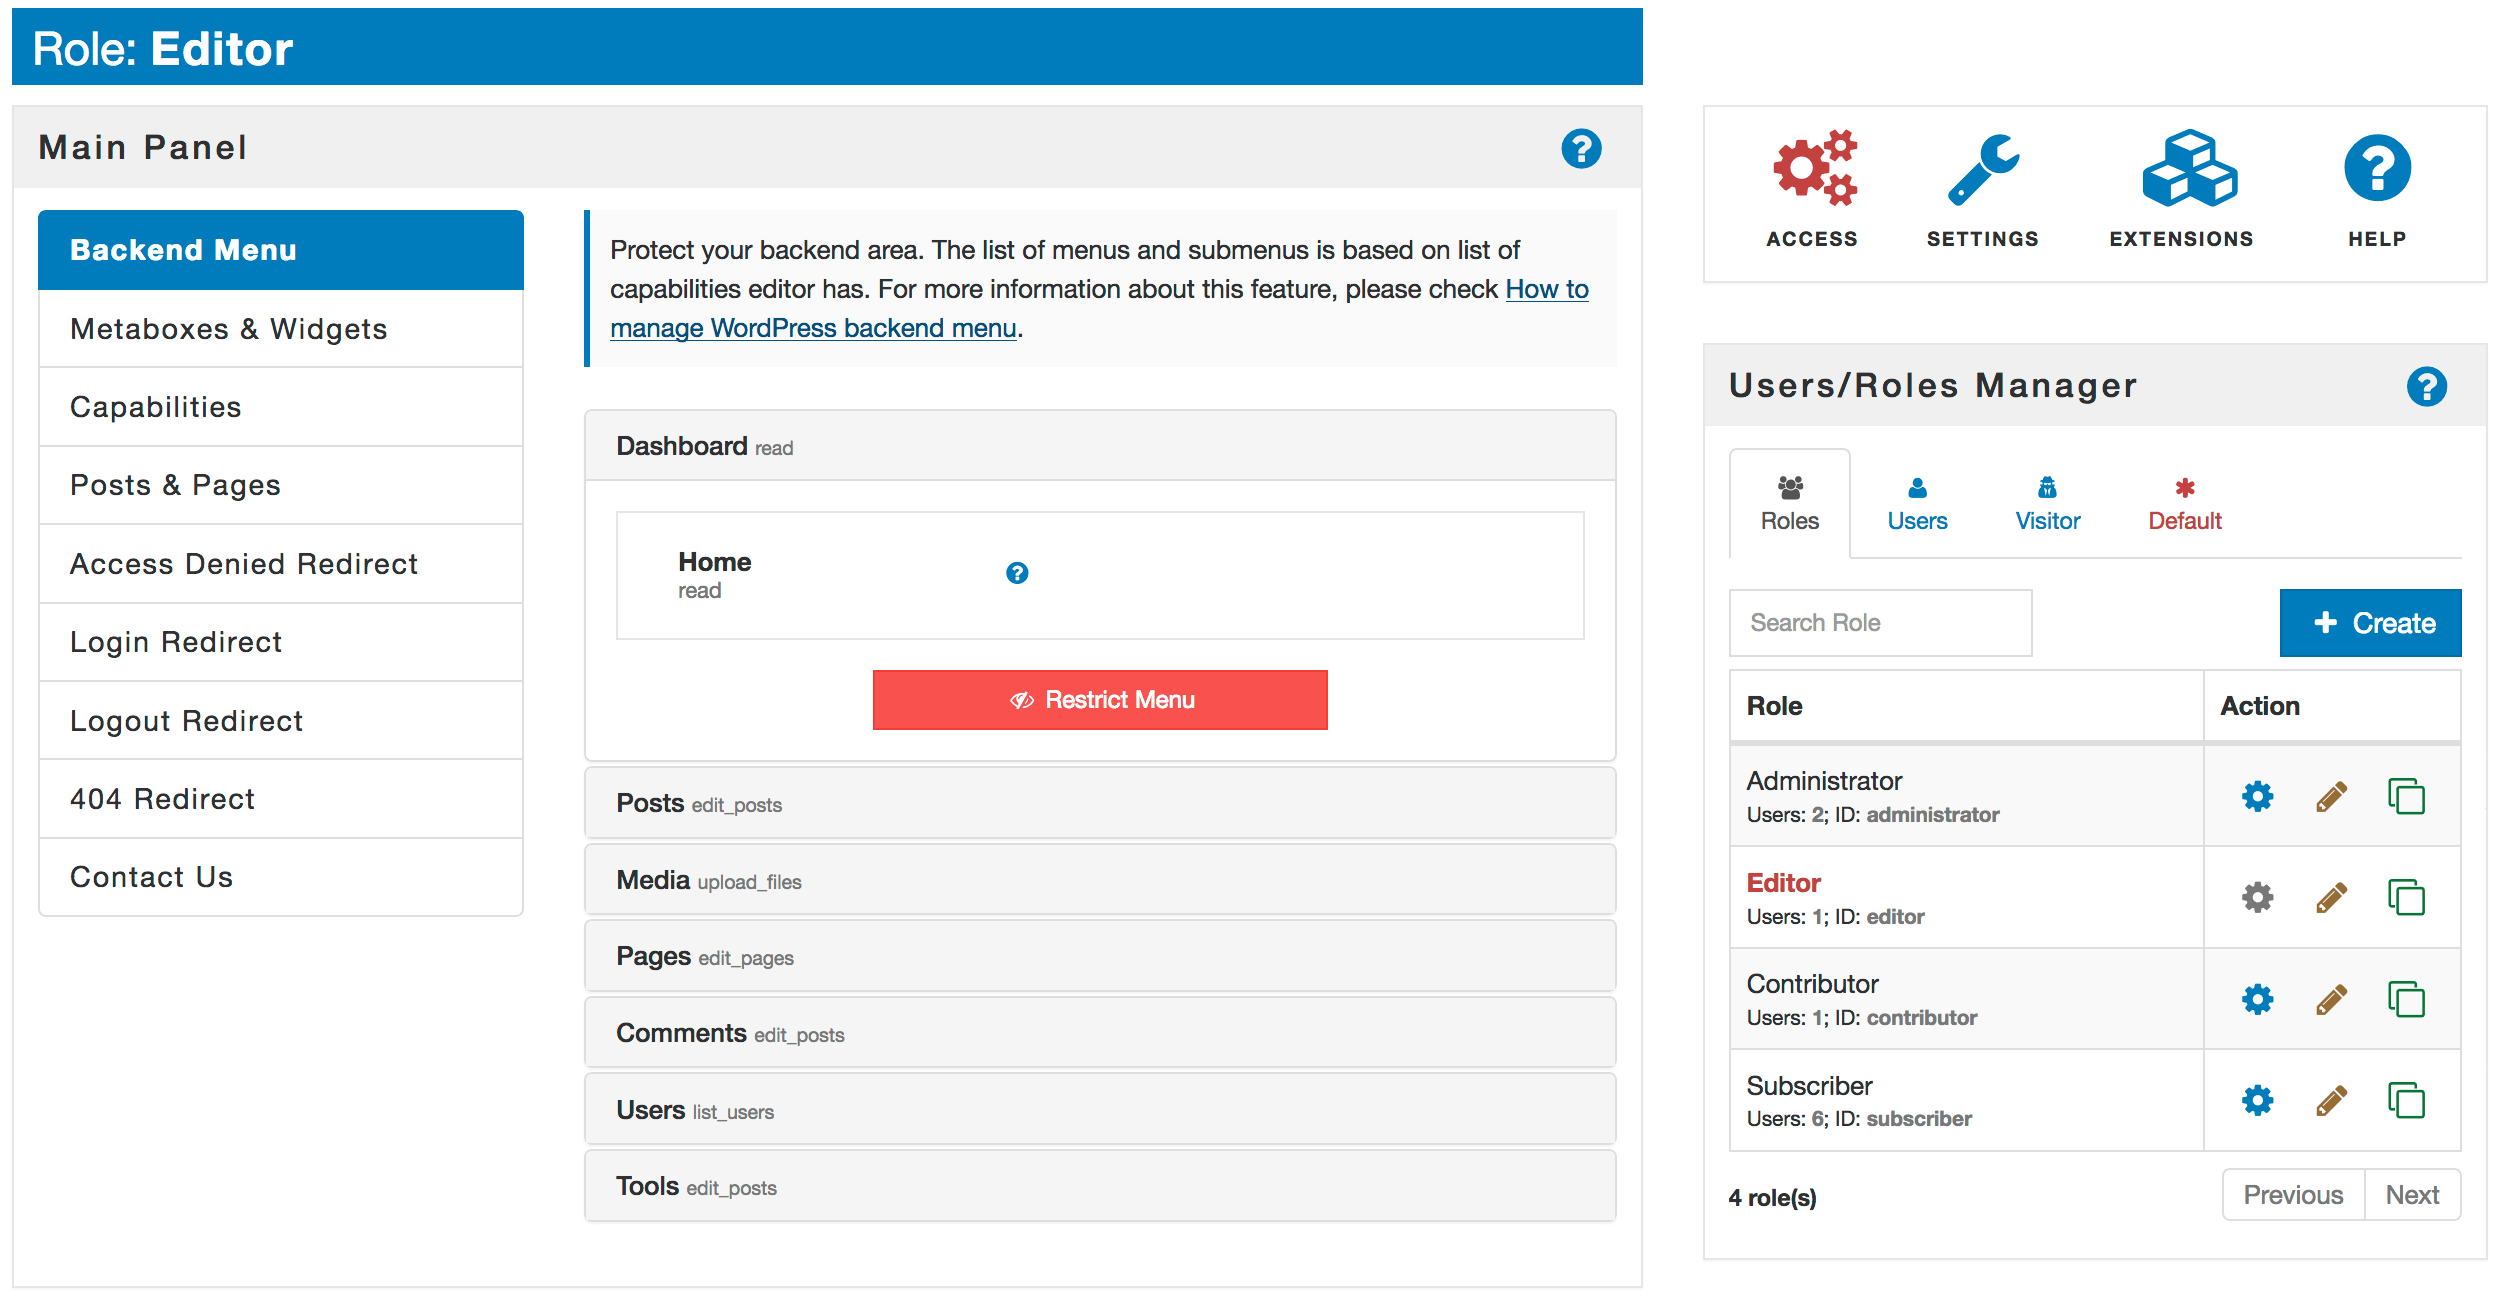 Role: Editor
Main Panel
Backend Menu
Metaboxes & Widgets
Capabilities
Posts & Pages
Access Denied Redirect
Login Redirect
Logout Redirect
404 Redirect
Contact Us
Protect your backend area. The list of menus and submenus is based on list of
capabilities editor has. For more information about this feature, please check How to
manage WordPress backend menu.
Dashboard read
Home
read
Restrict Menu
Posts edit_posts
Media upload_files
Pages edit_pages
Comments edit_posts
Users list_users
Tools edit_posts
ACCESS SETTINGS EXTENSIONS HELP
Users/Roles Manager
Roles Users Visitor Default
Search Role
Create
Role Action
Administrator
Users: 2; ID: administrator
Editor
Users: 1; ID: editor
Contributor
Users: 1; ID: contributor
Subscriber
Users: 6; ID: subscriber
4 role(s)
Previous Next